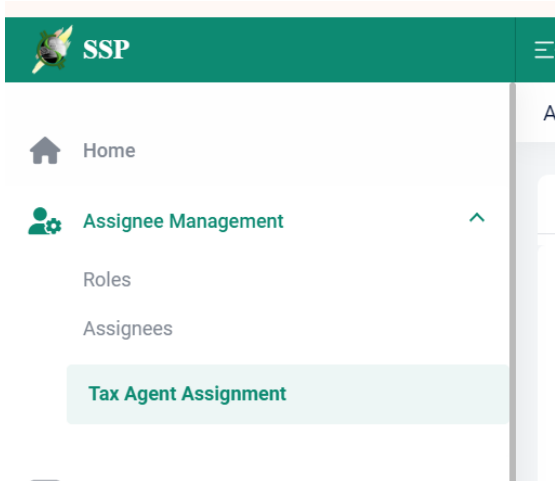 SSP
Home
Assignee Management
Roles
Assignees
Tax Agent Assignment